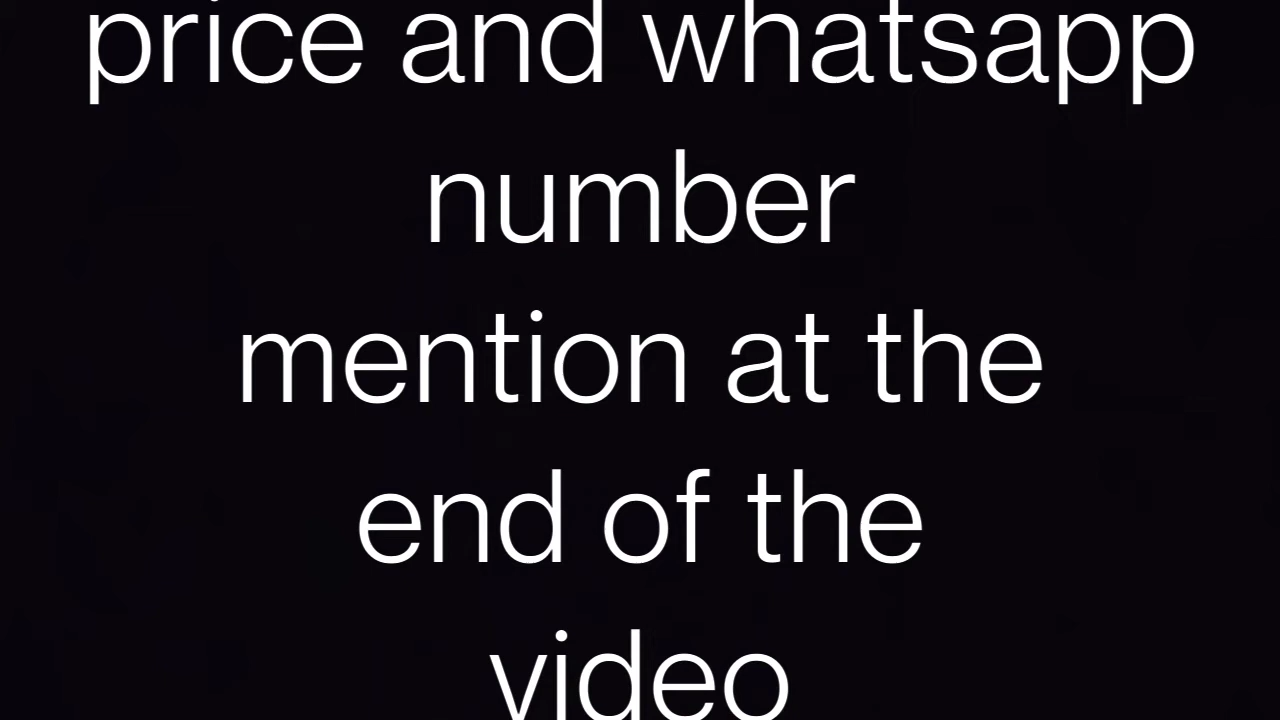 price and whatsapp
number
mention at the
end of the
video